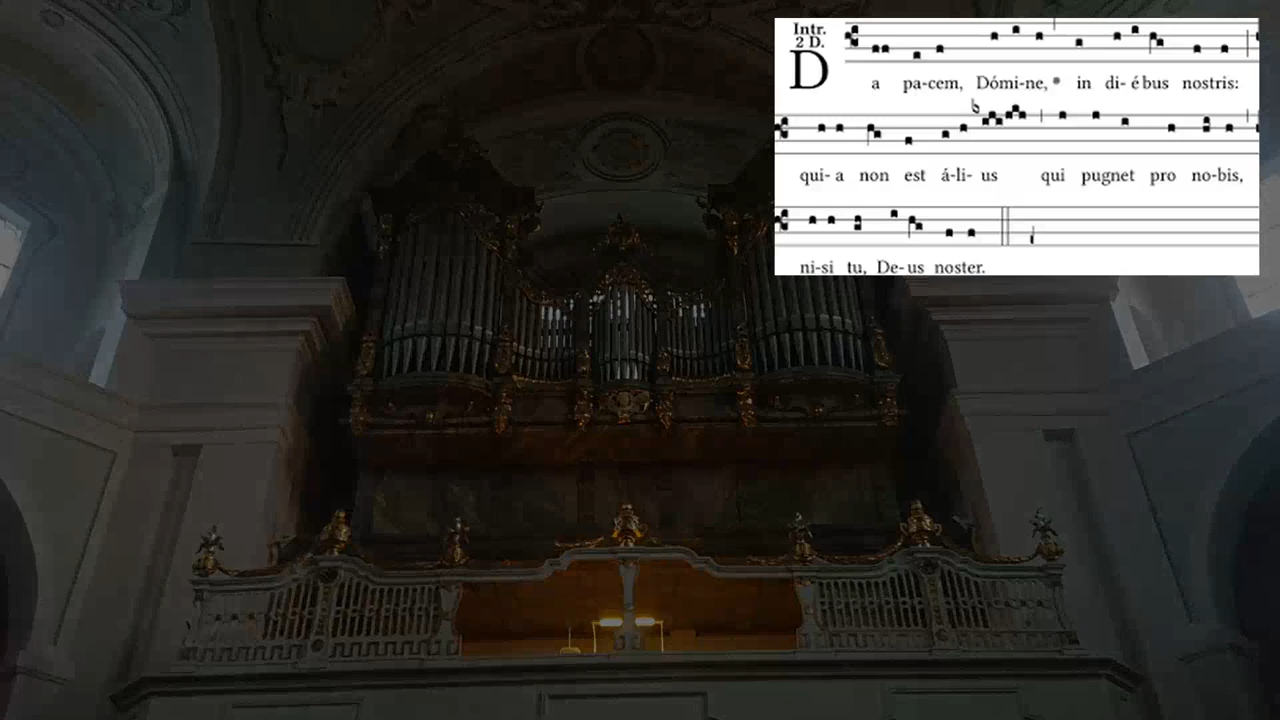 Intr.
2 D.
Da pa-cem, Dómi-ne, * in di- é bus nostris:
qui- a non est á-li- us qui pugnet pro no-bis,
ni-si tu, De-us noster.